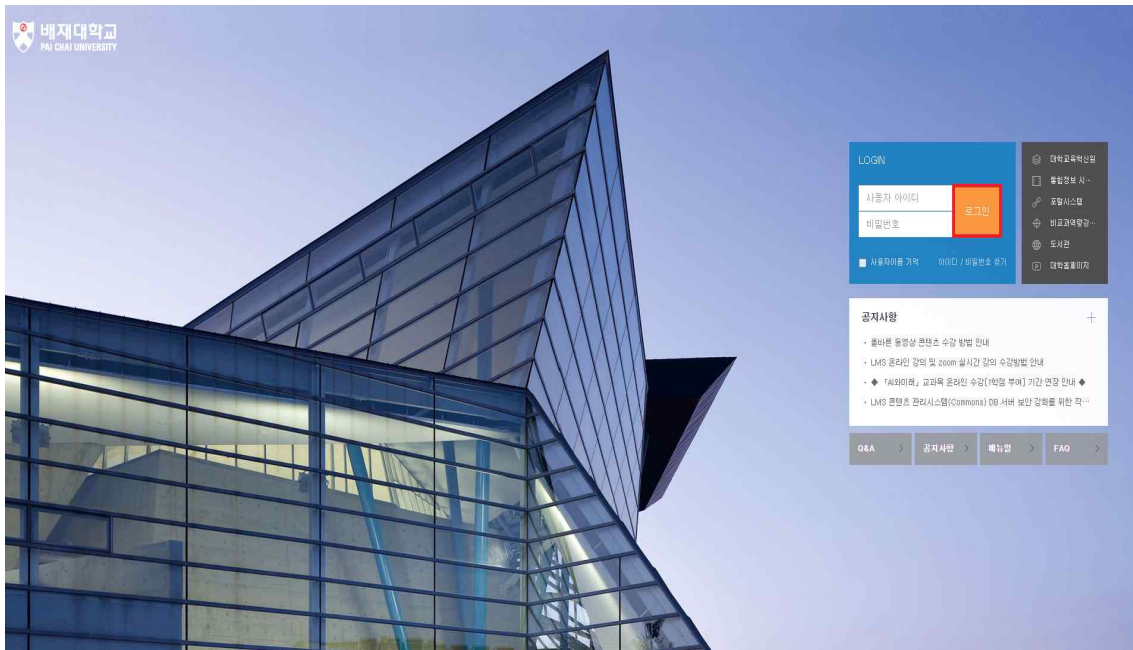 배재대학교
PAI CHAI UNIVERSITY
LOGIN
사용자 아이디
비밀번호
로그인
사용자이름 기억
아이디 / 비밀번호 찾기
대학교육혁신원
통합정보 시…
포털시스템
비교과역량강…
도서관
대학홈페이지
공지사항
· 올바른 동영상 콘텐츠 수강 방법 안내
· LMS 온라인 강의 및 zoom 실시간 강의 수강방법 안내
· ◆ 「AI와미래」 교과목 온라인 수강[1학점 부여] 기간 연장 안내 ◆
· LMS 콘텐츠 관리시스템(Commons) DB 서버 보안 강화를 위한 작…
Q&A
공지사항
매뉴얼
FAQ